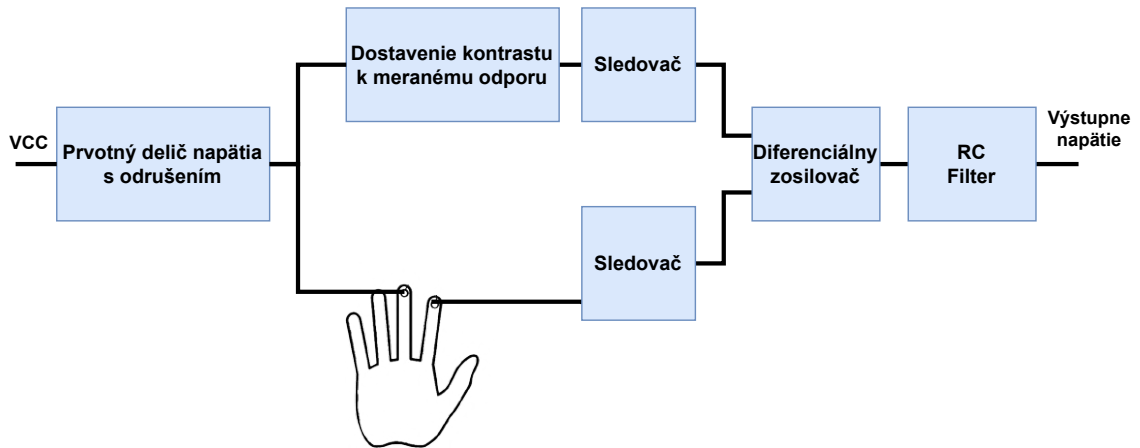 VCC
Prvotný delič napätia
s odrušením
Dostavenie kontrastu
k meranému odporu
Sledovač
Sledovač
Diferenciálny
zosilovač
RC
Filter
Výstupne
napätie